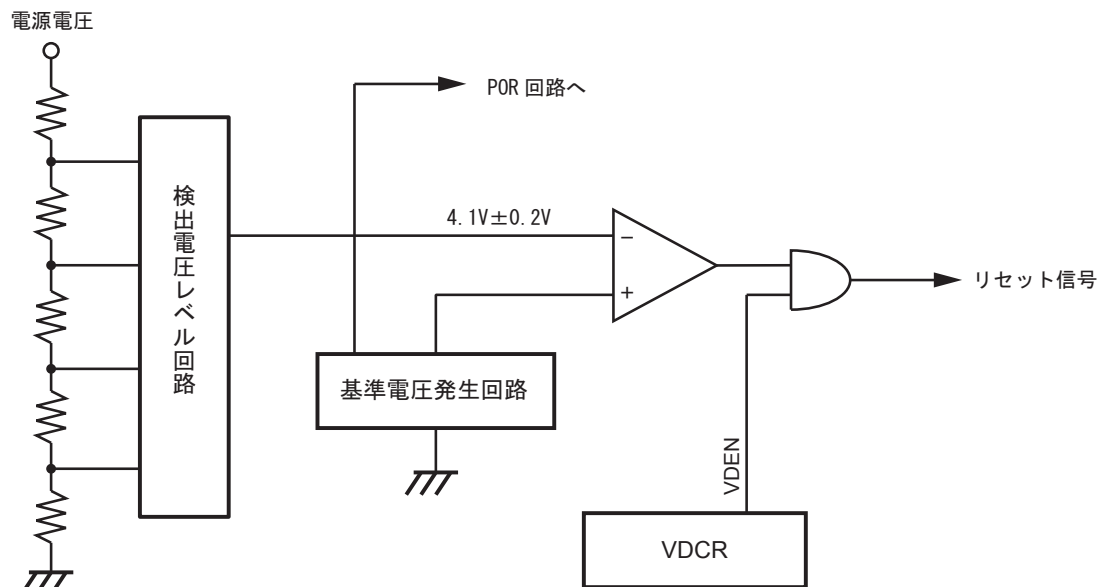 電源電圧
POR 回路へ
検出電圧レベル回路
4.1V±0.2V
−
+
リセット信号
基準電圧発生回路
VDEN
VDCR